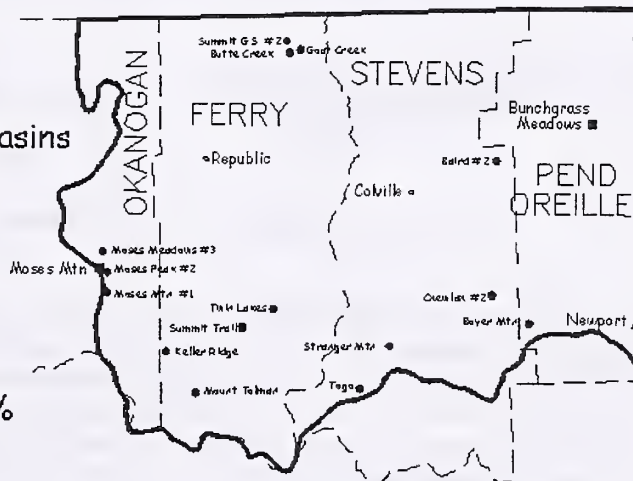 Summit G.S. #2
Butte Creek
Goat Creek
STEVENS
OKANOGAN
FERRY
Bunchgrass
Meadows
asins
Republic
Baird #2
Colville
PEND
OREILLE
Moses Meadows #3
Moses Mtn
Moses Peak #2
Moses Mtn #1
Twin Lakes
Summit Trail
Boyer Mtn
Newport
Stranger Mtn
Keller Ridge
Mount Tolman
Togo
%